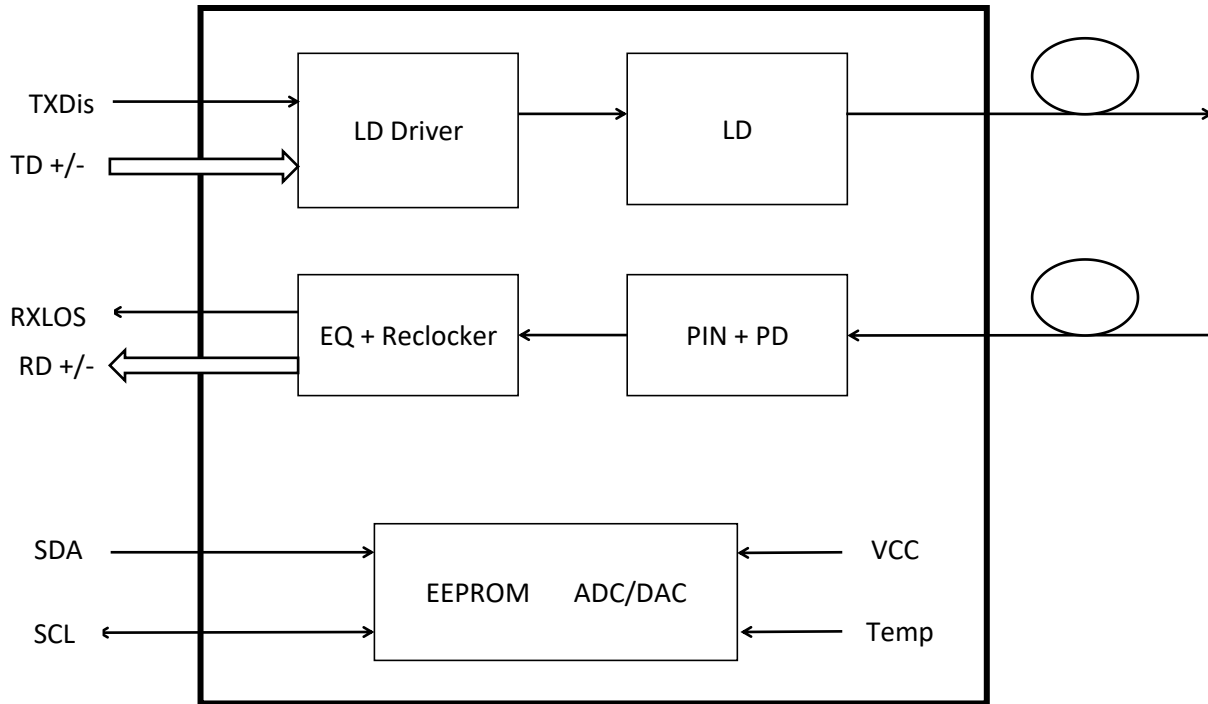 TXDis
LD Driver
LD
TD +/-
RXLOS
EQ + Reclocker
PIN + PD
RD +/-
SDA
VCC
EEPROM ADC/DAC
SCL
Temp